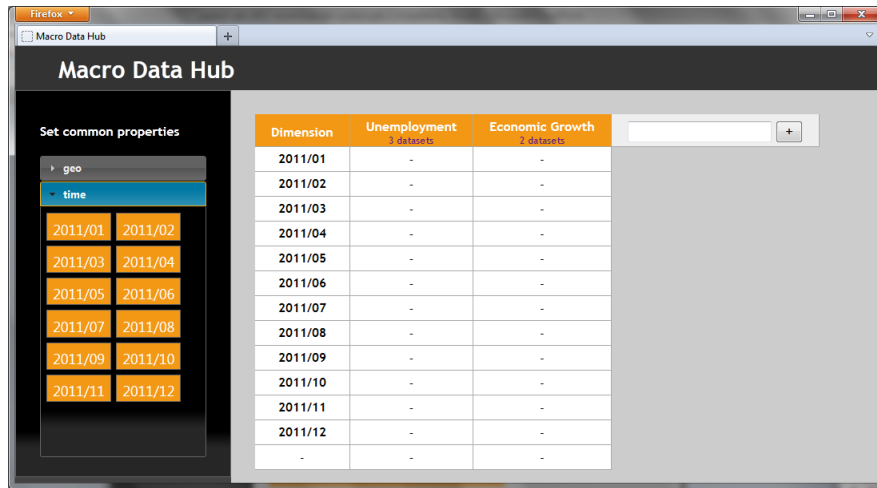 Firefox
Macro Data Hub
+
Macro Data Hub
Set common properties
geo
time
2011/01 2011/02
2011/03 2011/04
2011/05 2011/06
2011/07 2011/08
2011/09 2011/10
2011/11 2011/12
Dimension Unemployment Economic Growth +
3 datasets 2 datasets
2011/01 - -
2011/02 - -
2011/03 - -
2011/04 - -
2011/05 - -
2011/06 - -
2011/07 - -
2011/08 - -
2011/09 - -
2011/10 - -
2011/11 - -
2011/12 - -
- - -